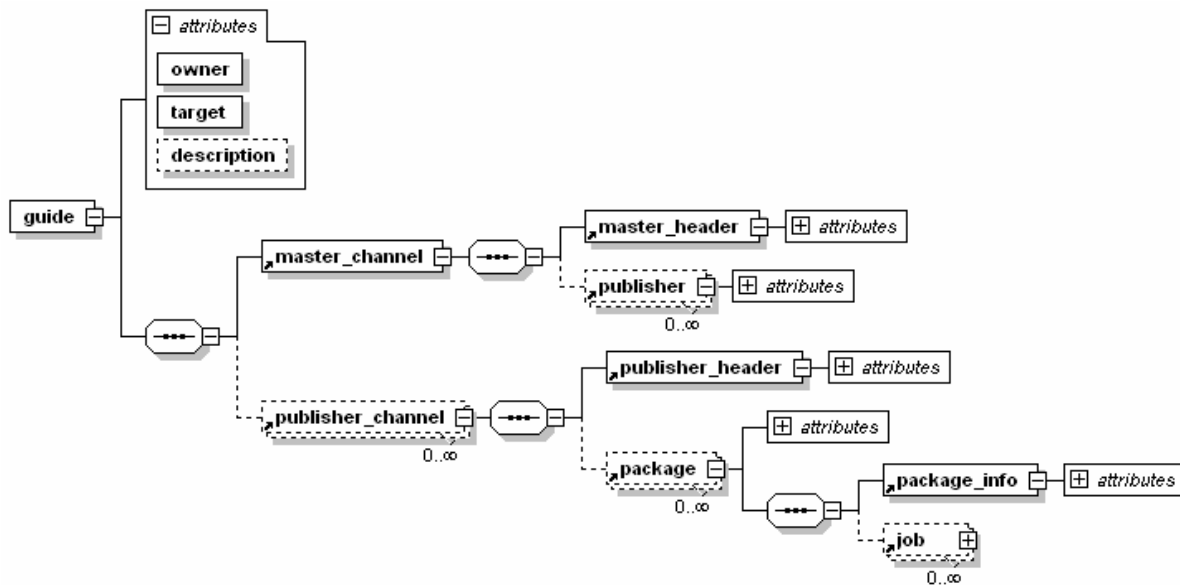 attributes
owner
target
description
guide
master_channel
master_header
attributes
publisher
attributes
0..∞
publisher_channel
0..∞
publisher_header
attributes
package
0..∞
attributes
package_info
attributes
job
0..∞